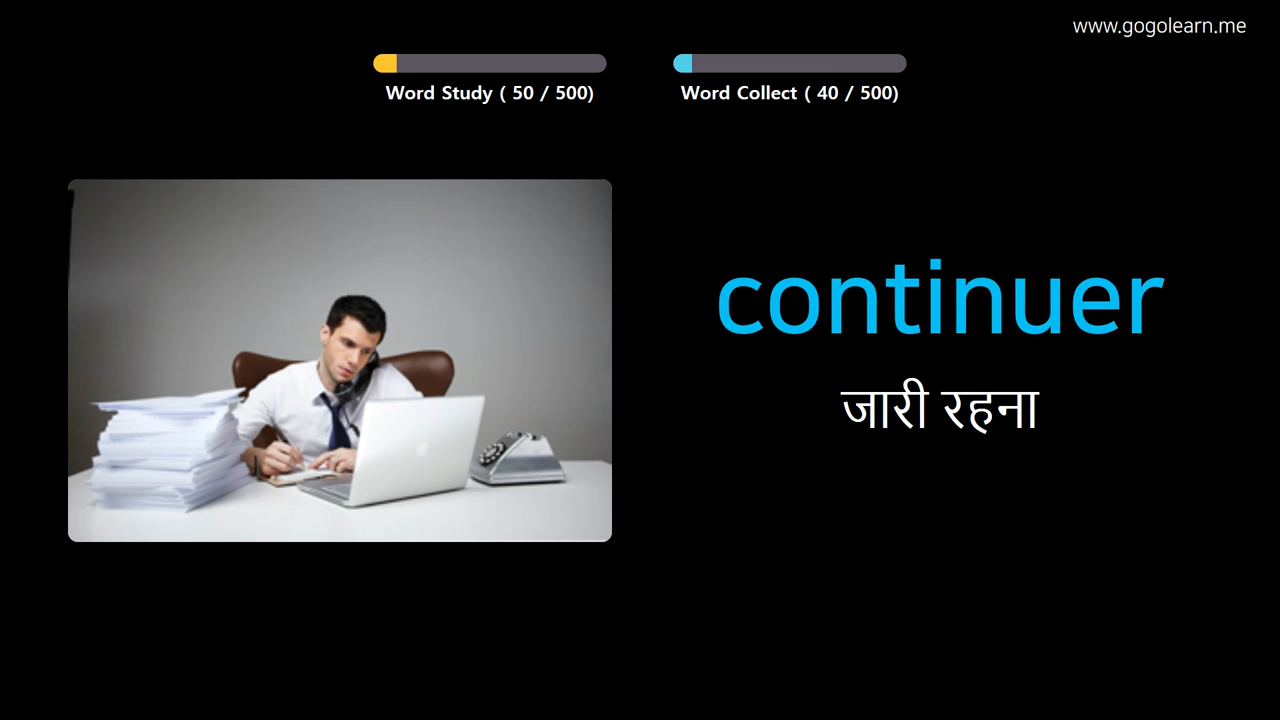 www.gogolearn.me
Word Study ( 50 / 500)
Word Collect ( 40 / 500)
continuer
जारी रहना